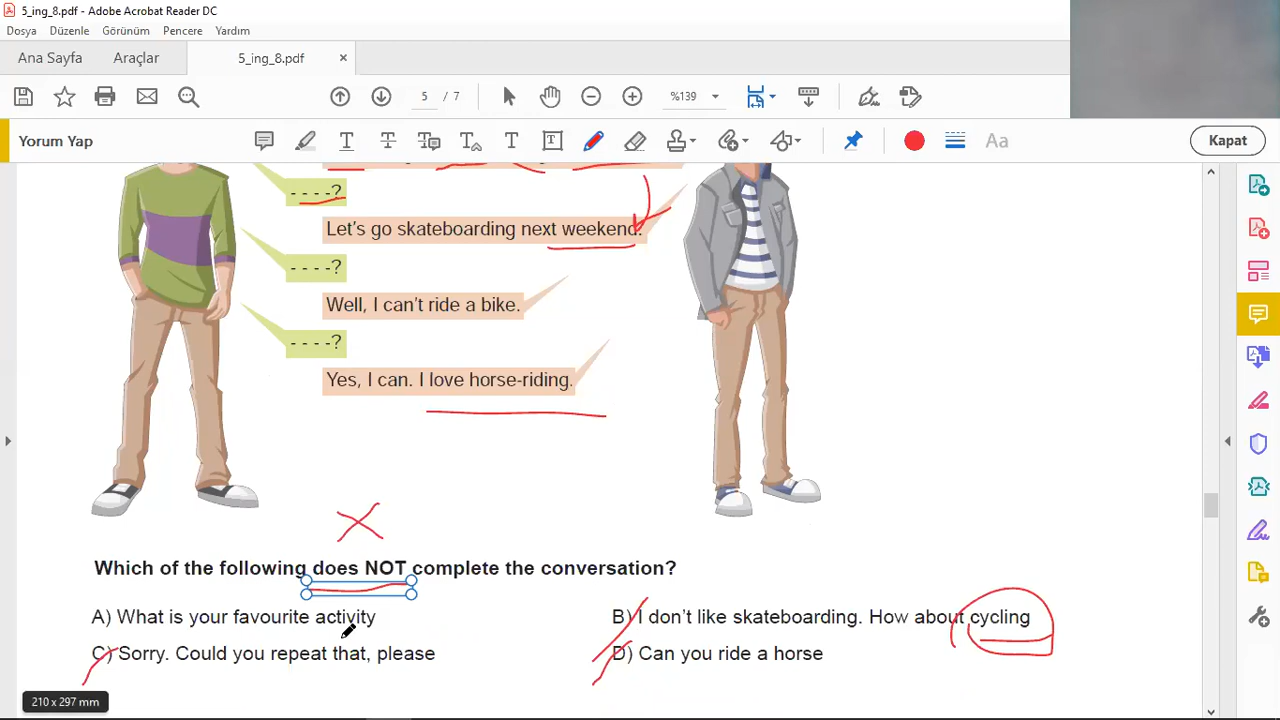 5_ing_8.pdf - Adobe Acrobat Reader DC
Dosya Düzenle Görünüm Pencere Yardım
Ana Sayfa Araçlar 5_ing_8.pdf ×
5 / 7 %139
Yorum Yap Aa Kapat
- - - -?
Let's go skateboarding next weekend.
- - - -?
Well, I can't ride a bike.
- - - -?
Yes, I can. I love horse-riding.
Which of the following does NOT complete the conversation?
A) What is your favourite activity
B) I don't like skateboarding. How about cycling
C) Sorry. Could you repeat that, please
D) Can you ride a horse
210 x 297 mm